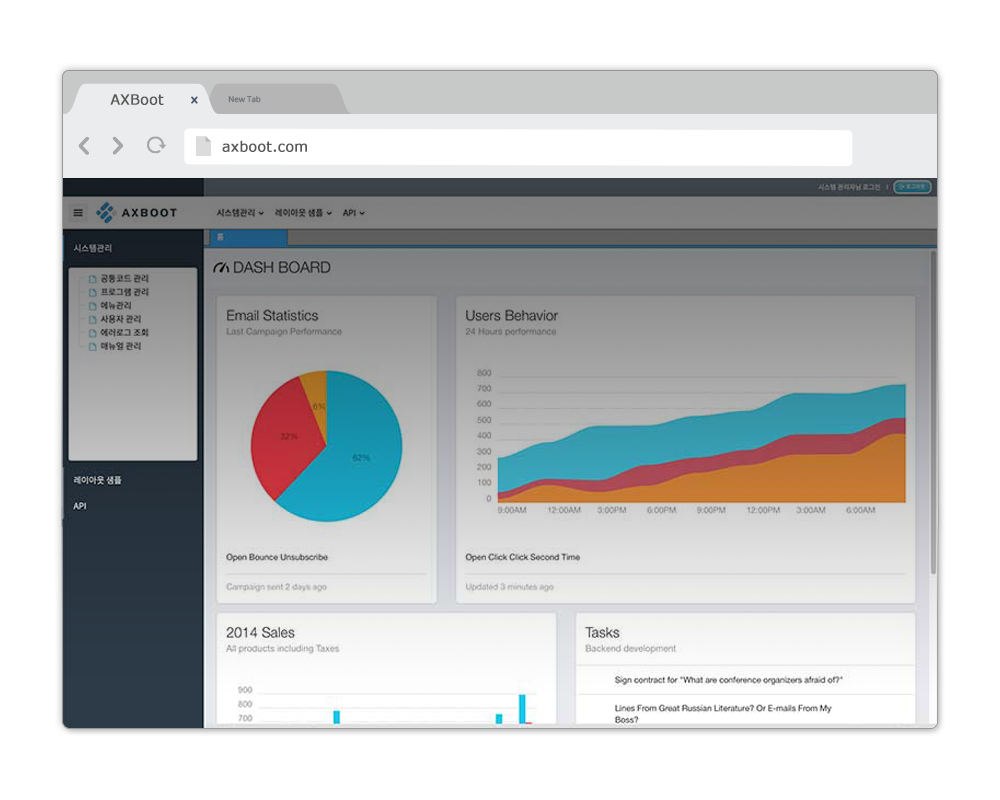 AXBoot x New Tab
axboot.com
시스템 관리자님 로그인 | 로그아웃
AXBOOT 시스템관리 레이아웃 샘플 API
시스템관리
홈
공통코드 관리
프로그램 관리
메뉴관리
사용자 관리
에러로그 조회
매뉴얼 관리
레이아웃 샘플
API
DASH BOARD
Email Statistics
Last Campaign Performance
6%
32%
62%
Open Bounce Unsubscribe
Campaign sent 2 days ago
Users Behavior
24 Hours performance
800
700
600
500
400
300
200
100
0
9:00AM 12:00AM 3:00PM 6:00PM 9:00PM 12:00PM 3:00AM 6:00AM
Open Click Click Second Time
Updated 3 minutes ago
2014 Sales
All products including Taxes
900
800
700
Tasks
Backend development
Sign contract for "What are conference organizers afraid of?"
Lines From Great Russian Literature? Or E-mails From My
Boss?